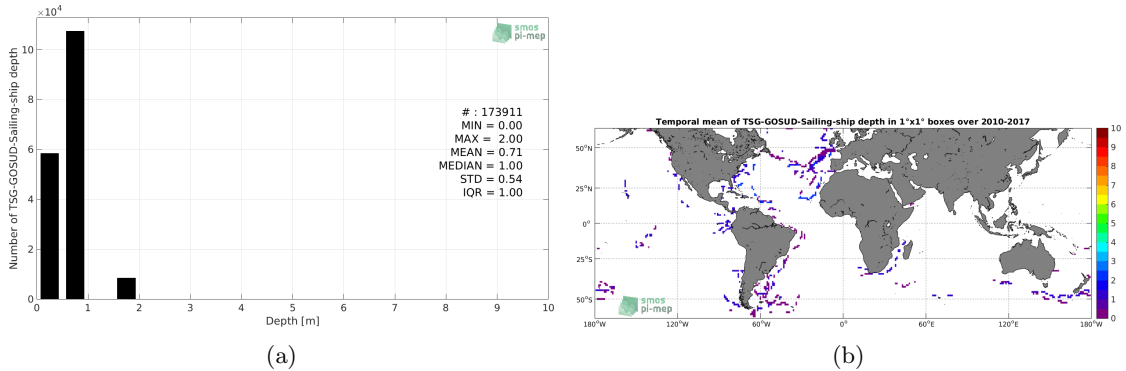 ×10⁴
10
8
6
4
2
0
Number of TSG-GOSUD-Sailing-ship depth
smos
pi-mep
# : 173911
MIN = 0.00
MAX = 2.00
MEAN = 0.71
MEDIAN = 1.00
STD = 0.54
IQR = 1.00
0 1 2 3 4 5 6 7 8 9 10
Depth [m]
(a)
Temporal mean of TSG-GOSUD-Sailing-ship depth in 1°x1° boxes over 2010-2017
50°N
25°N
0°
25°S
50°S
smos
pi-mep
180°W 120°W 60°W 0° 60°E 120°E 180°W
10
9
8
7
6
5
4
3
2
1
0
(b)